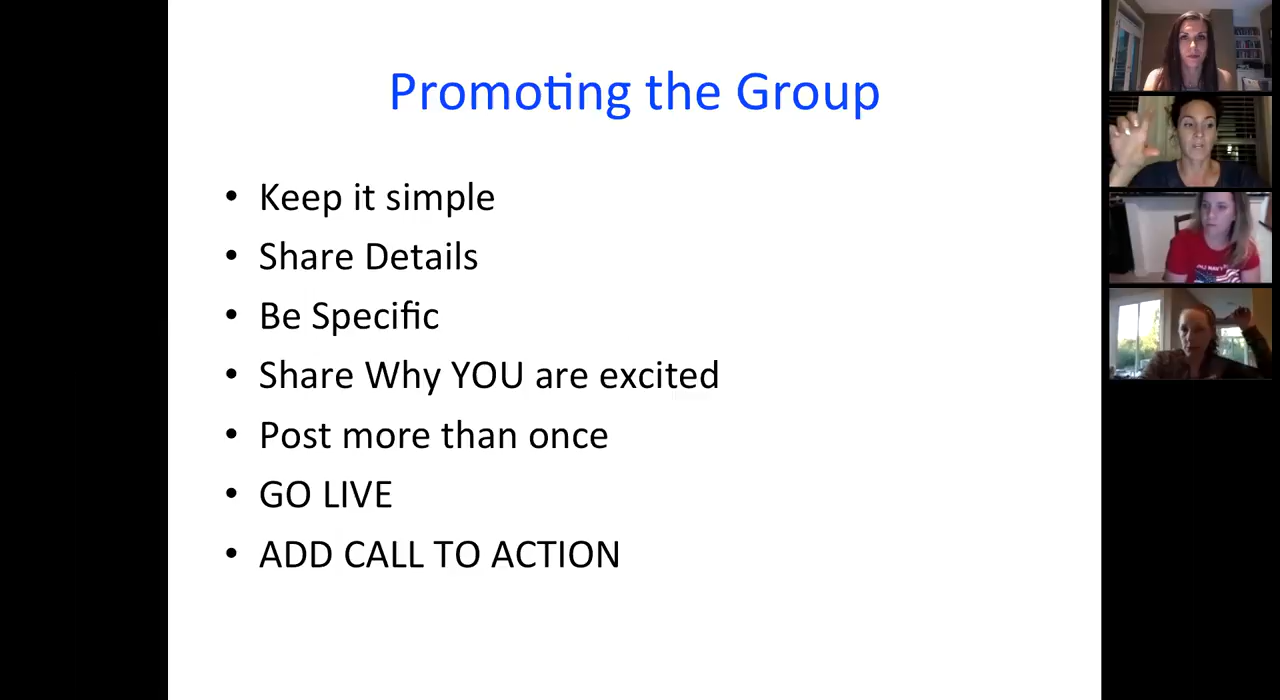 Promoting the Group
• Keep it simple
• Share Details
• Be Specific
• Share Why YOU are excited
• Post more than once
• GO LIVE
• ADD CALL TO ACTION